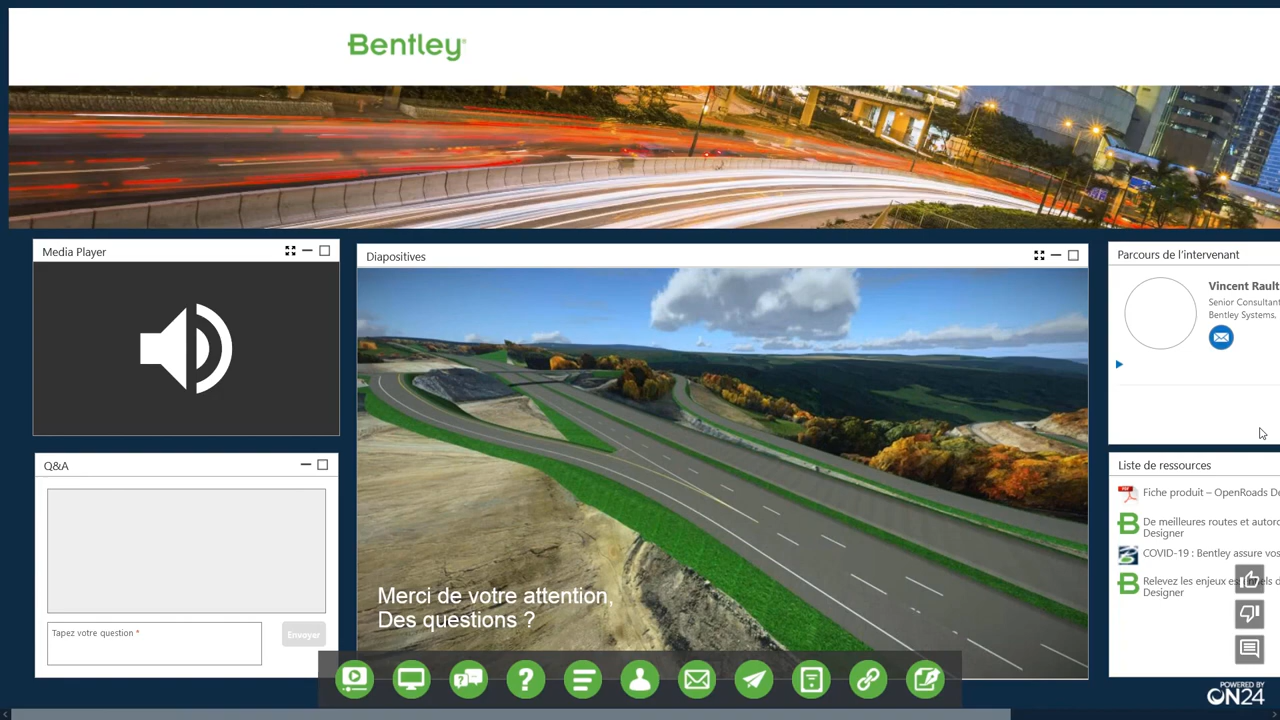 Bentley
Media Player
Diapositives
Parcours de l'intervenant
Vincent Rault
Senior Consultant
Bentley Systems,
Merci de votre attention,
Des questions ?
Q&A
Tapez votre question *
Envoyer
Liste de ressources
Fiche produit – OpenRoads De
De meilleures routes et autoro
Designer
COVID-19 : Bentley assure vos
Relevez les enjeux d
Designer
POWERED BY
ON24